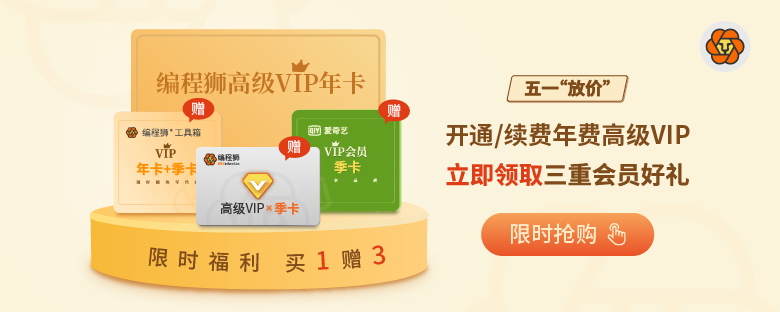 编程狮高级VIP年卡
赠
编程狮·工具箱
VIP
年卡+季卡
赠
编程狮
高级VIP×季卡
赠
QIY 爱奇艺
VIP会员
季卡
限时福利 买1赠3
五一“放价”
开通/续费年费高级VIP
立即领取三重会员好礼
限时抢购